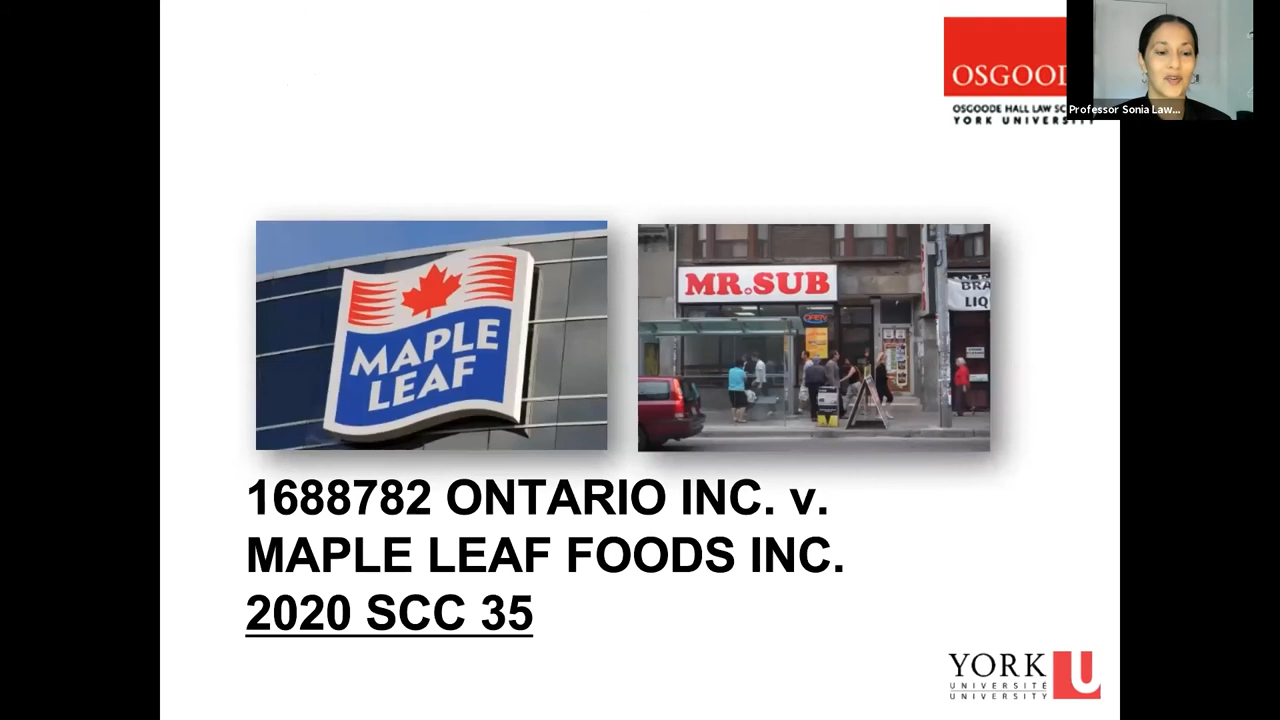 OSGOOD
OSGOODE HALL LAW SC
YORK UNIVERSITY
Professor Sonia Law...
MAPLE
LEAF
MR.SUB
OPEN
BRA
LIQ
1688782 ONTARIO INC. v.
MAPLE LEAF FOODS INC.
2020 SCC 35
YORK U
UNIVERSITÉ
UNIVERSITY